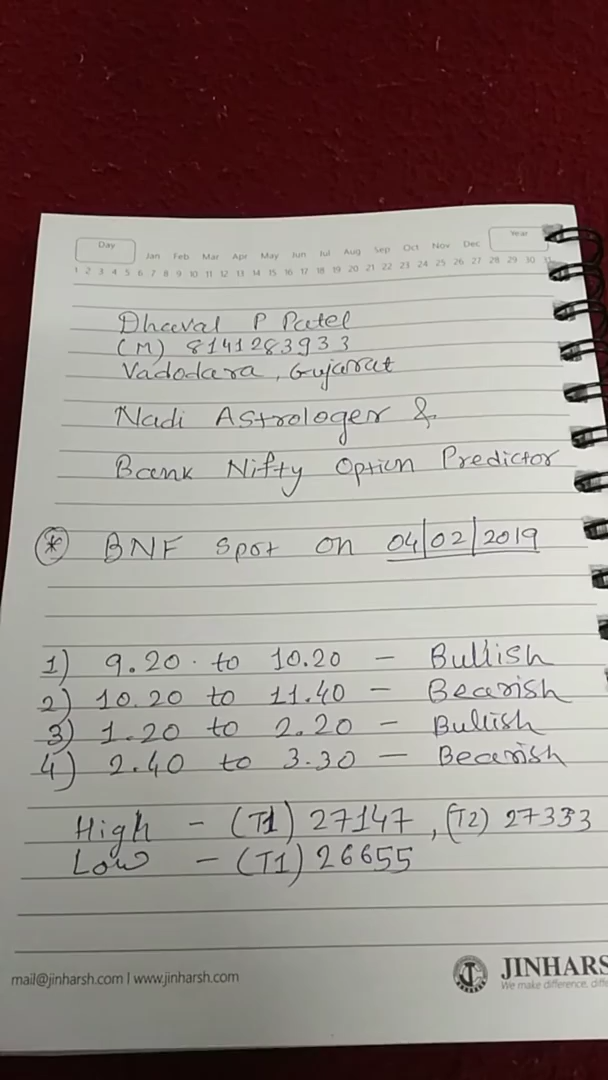 Day
Jan Feb Mar Apr May Jun Jul Aug Sep Oct Nov Dec
Year
1 2 3 4 5 6 7 8 9 10 11 12 13 14 15 16 17 18 19 20 21 22 23 24 25 26 27 28 29 30 31
Dhaval P Patel
(M) 8141283933
Vadodara, Gujarat
Nadi Astrologer &
Bank Nifty Option Predictor
* BNF Spot on 04/02/2019
1) 9.20 to 10.20 - Bullish
2) 10.20 to 11.40 - Bearish
3) 1.20 to 2.20 - Bullish
4) 2.40 to 3.30 - Bearish
High - (T1) 27147, (T2) 27333
Low - (T1) 26655
mail@jinharsh.com | www.jinharsh.com
JINHARS
We make difference, diffe